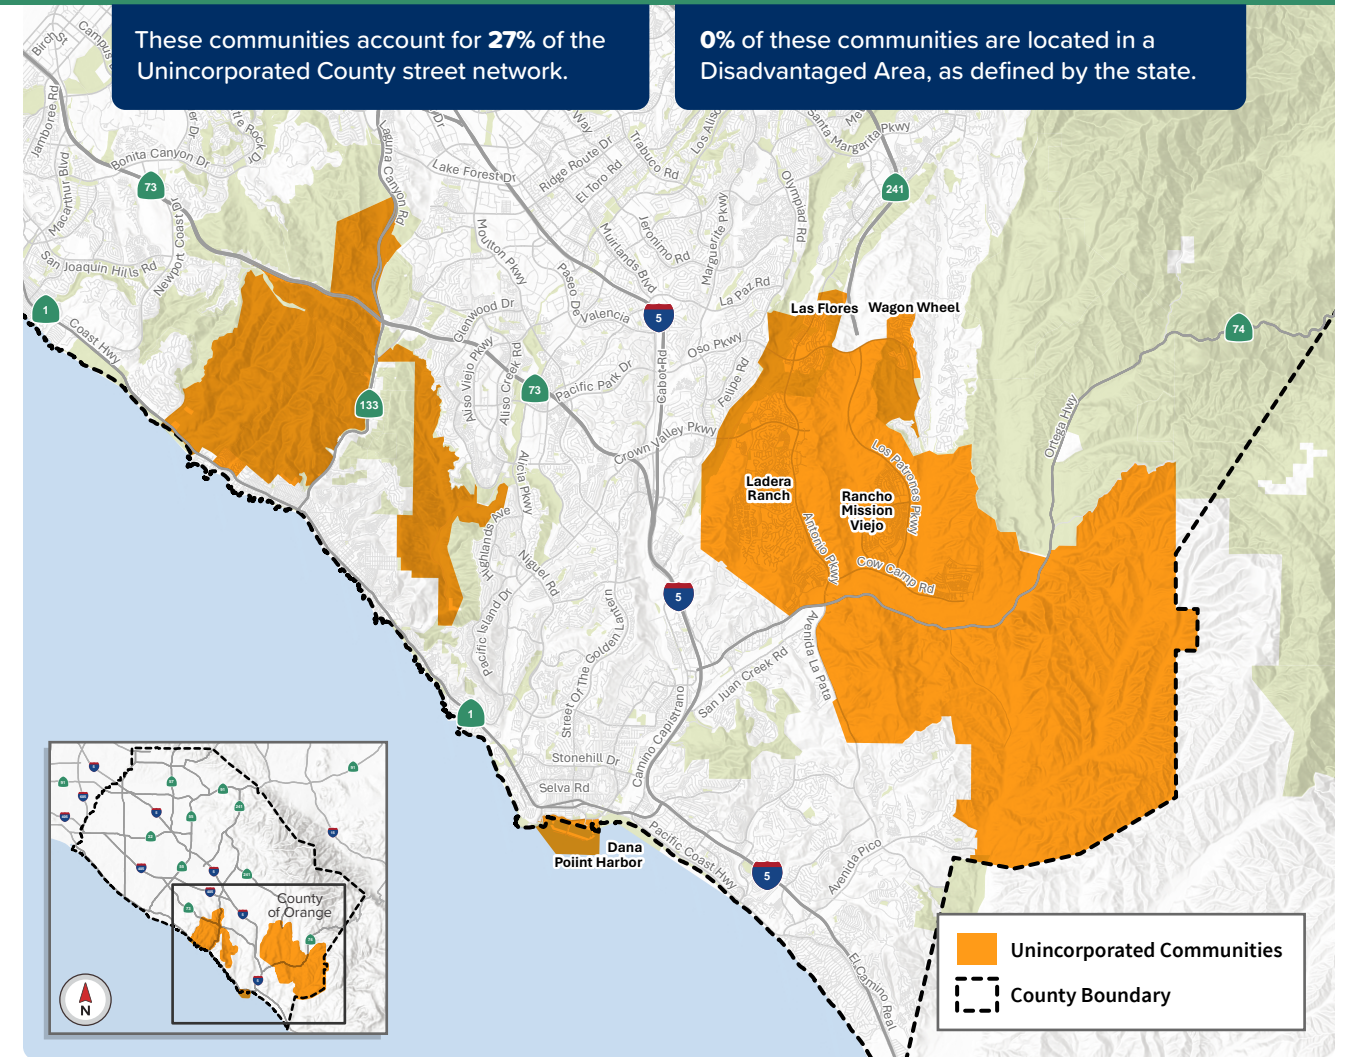 These communities account for 27% of the
Unincorporated County street network.
0% of these communities are located in a
Disadvantaged Area, as defined by the state.
Birch St
Jamboree Rd
Macarthur Blvd
Bonita Canyon Dr
73
San Joaquin Hills Rd
Newport Coast
1
Coast Hwy
Laguna Canyon Rd
133
Lake Forest Dr
Ridge Route Dr
El Toro Rd
Trabuco Rd
Los Alis
Santa Margarita Pkwy
241
Olympiad Rd
Marguerite Pkwy
Jeronimo Rd
Muirlands Blvd
Moulton Pkwy
Paseo De
Valencia
La Paz Rd
5
Glenwood Dr
Aliso Viejo Pkwy
Aliso Creek Rd
73
Pacific Park Dr
Cabot Rd
Oso Pkwy
Felipe Rd
Crown Valley Pkwy
Las Flores
Wagon Wheel
74
Ortega Hwy
Los Patrones Pkwy
Ladera
Ranch
Rancho
Mission
Viejo
Antonio Pkwy
Cow Camp Rd
Alicia Pkwy
Highlands Ave
Niguel Rd
Pacific Island Dr
Street Of The Golden Lantern
5
Avenida La Pata
San Juan Creek Rd
Camino Capistrano
1
Stonehill Dr
Selva Rd
Dana
Poiint Harbor
Pacific Coast Hwy
5
Avenida Pico
El Camino Real
County
of Orange
N
Unincorporated Communities
County Boundary